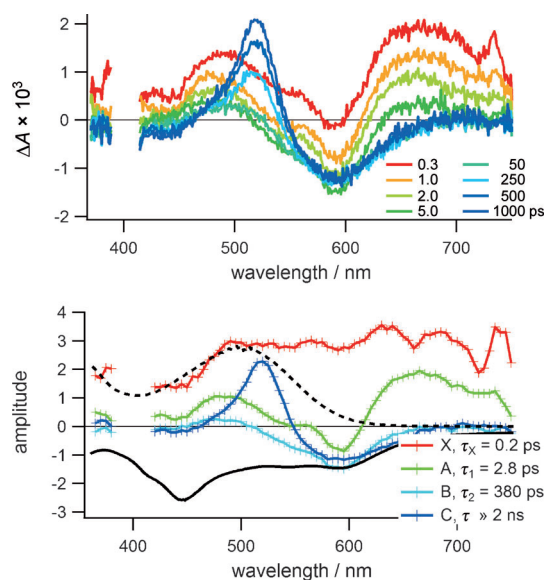 2
1
0
-1
-2
ΔA × 10³
0.3 50
1.0 250
2.0 500
5.0 1000 ps
400 500 600 700
wavelength / nm
4
3
2
1
0
-1
-2
-3
amplitude
X, τX = 0.2 ps
A, τ1 = 2.8 ps
B, τ2 = 380 ps
C, τ » 2 ns
400 500 600 700
wavelength / nm